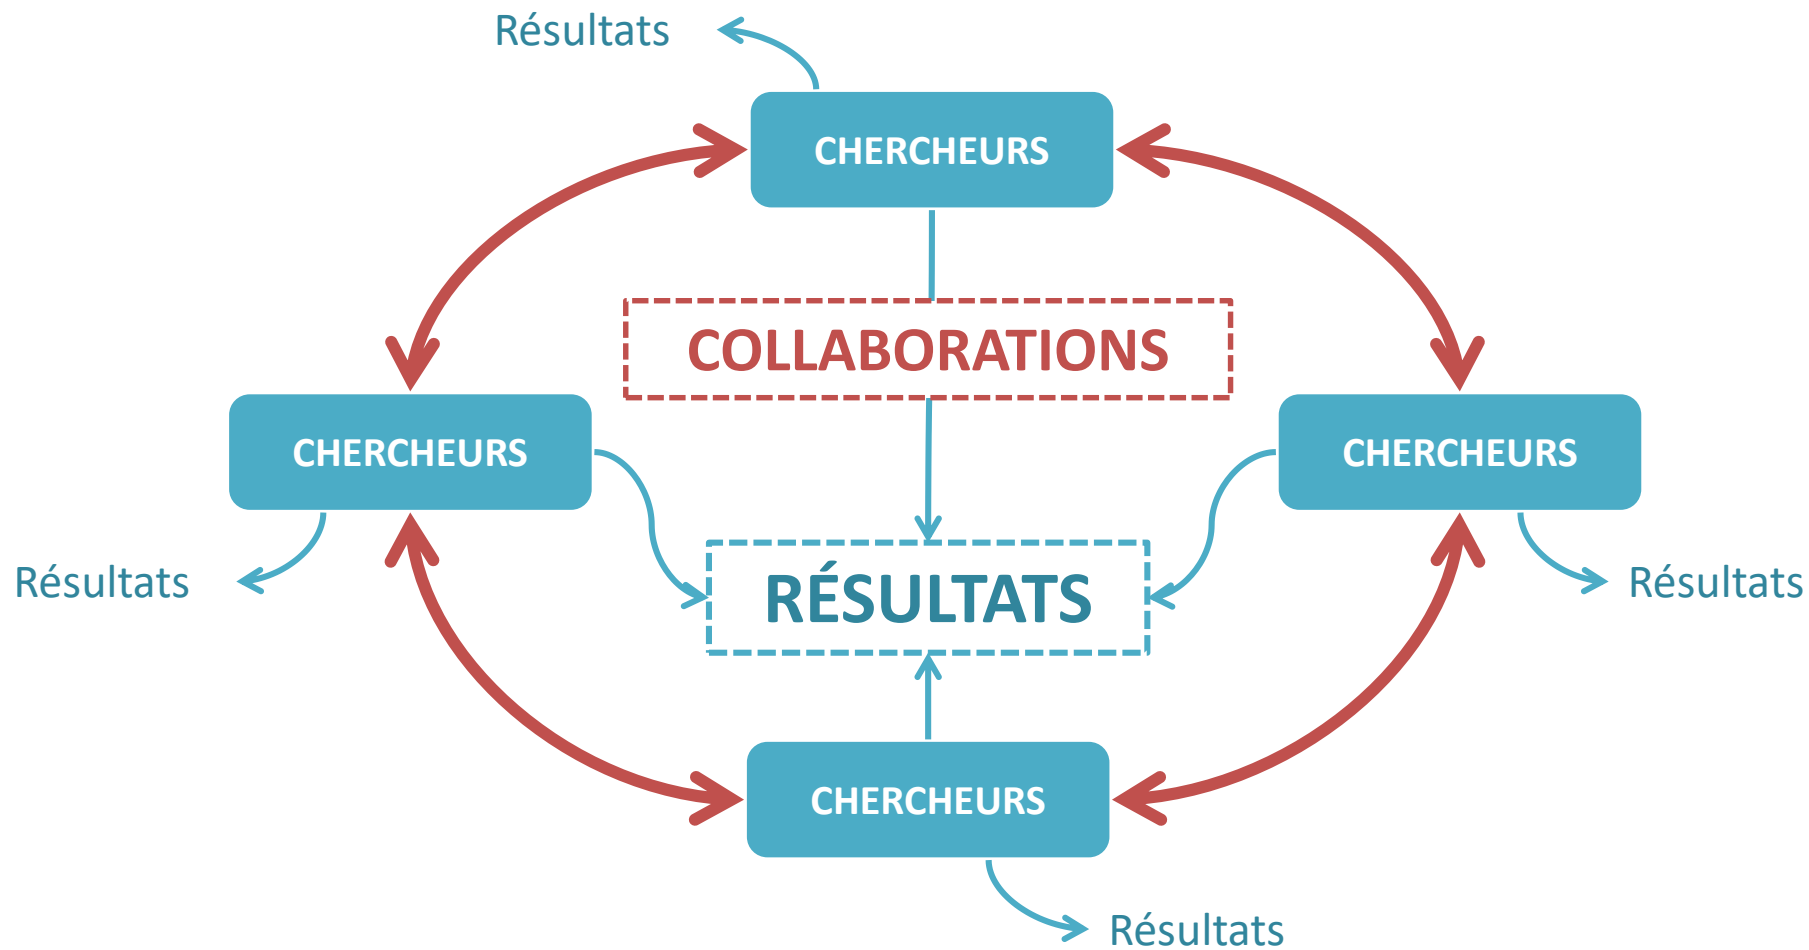 Résultats
CHERCHEURS
COLLABORATIONS
CHERCHEURS
CHERCHEURS
Résultats
RÉSULTATS
Résultats
CHERCHEURS
Résultats